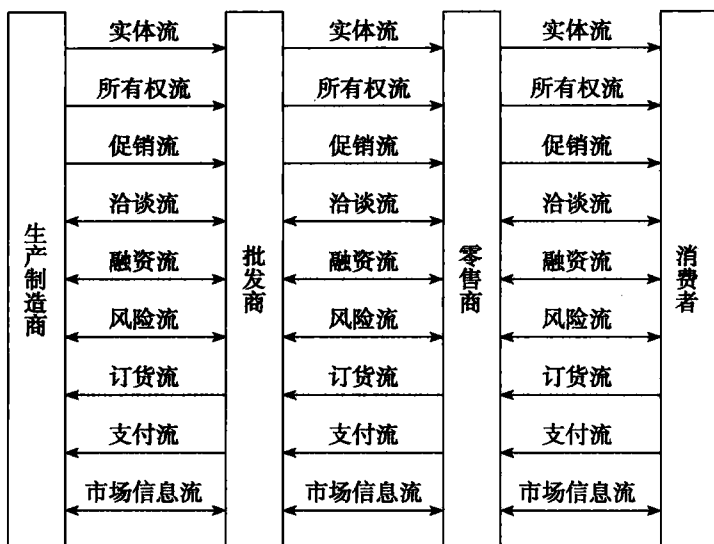 实体流 实体流 实体流
所有权流 所有权流 所有权流
促销流 促销流 促销流
洽谈流 洽谈流 洽谈流
融资流 融资流 融资流
风险流 风险流 风险流
订货流 订货流 订货流
支付流 支付流 支付流
市场信息流 市场信息流 市场信息流
生产制造商
批发商
零售商
消费者